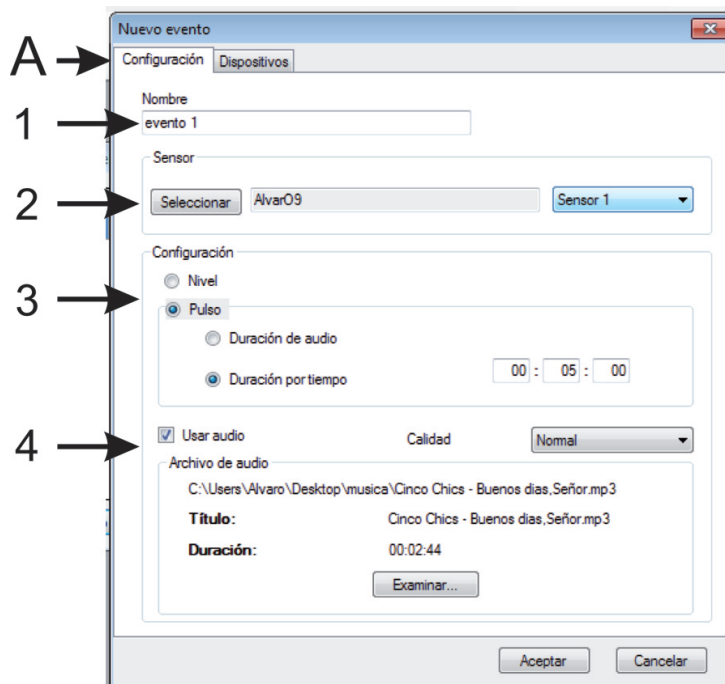 Nuevo evento
A
Configuración Dispositivos
Nombre
1
evento 1
Sensor
2
Seleccionar AlvarO9 Sensor 1
Configuración
Nivel
3
Pulso
Duración de audio
Duración por tiempo 00 : 05 : 00
4
Usar audio Calidad Normal
Archivo de audio
C:\Users\Alvaro\Desktop\musica\Cinco Chics - Buenos dias,Señor.mp3
Título: Cinco Chics - Buenos dias,Señor.mp3
Duración: 00:02:44
Examinar...
Aceptar Cancelar